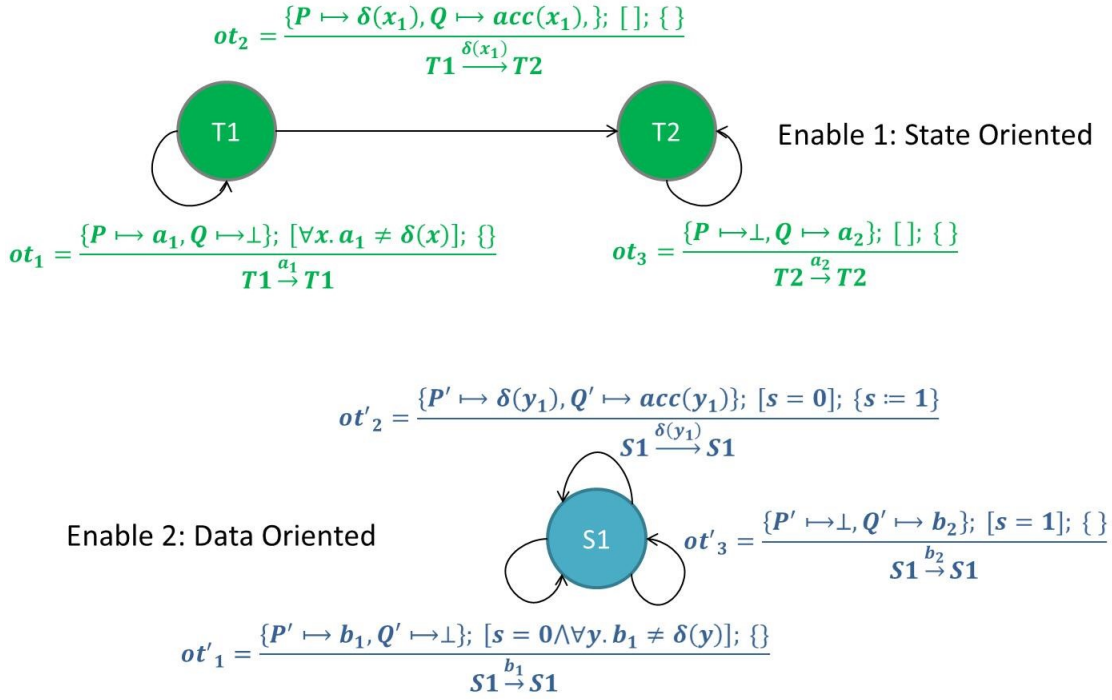 ot₂ = {P ⟼ δ(x₁), Q ⟼ acc(x₁),}; [ ]; { }
T1 δ(x₁)→ T2
T1
T2
Enable 1: State Oriented
ot₁ = {P ⟼ a₁, Q ⟼⊥}; [∀x. a₁ ≠ δ(x)]; {}
T1 a₁→ T1
ot₃ = {P ⟼⊥, Q ⟼ a₂}; [ ]; { }
T2 a₂→ T2
ot'₂ = {P' ⟼ δ(y₁), Q' ⟼ acc(y₁)}; [s = 0]; {s ≔ 1}
S1 δ(y₁)→ S1
Enable 2: Data Oriented
S1
ot'₃ = {P' ⟼⊥, Q' ⟼ b₂}; [s = 1]; { }
S1 b₂→ S1
ot'₁ = {P' ⟼ b₁, Q' ⟼⊥}; [s = 0⋀∀y. b₁ ≠ δ(y)]; {}
S1 b₁→ S1